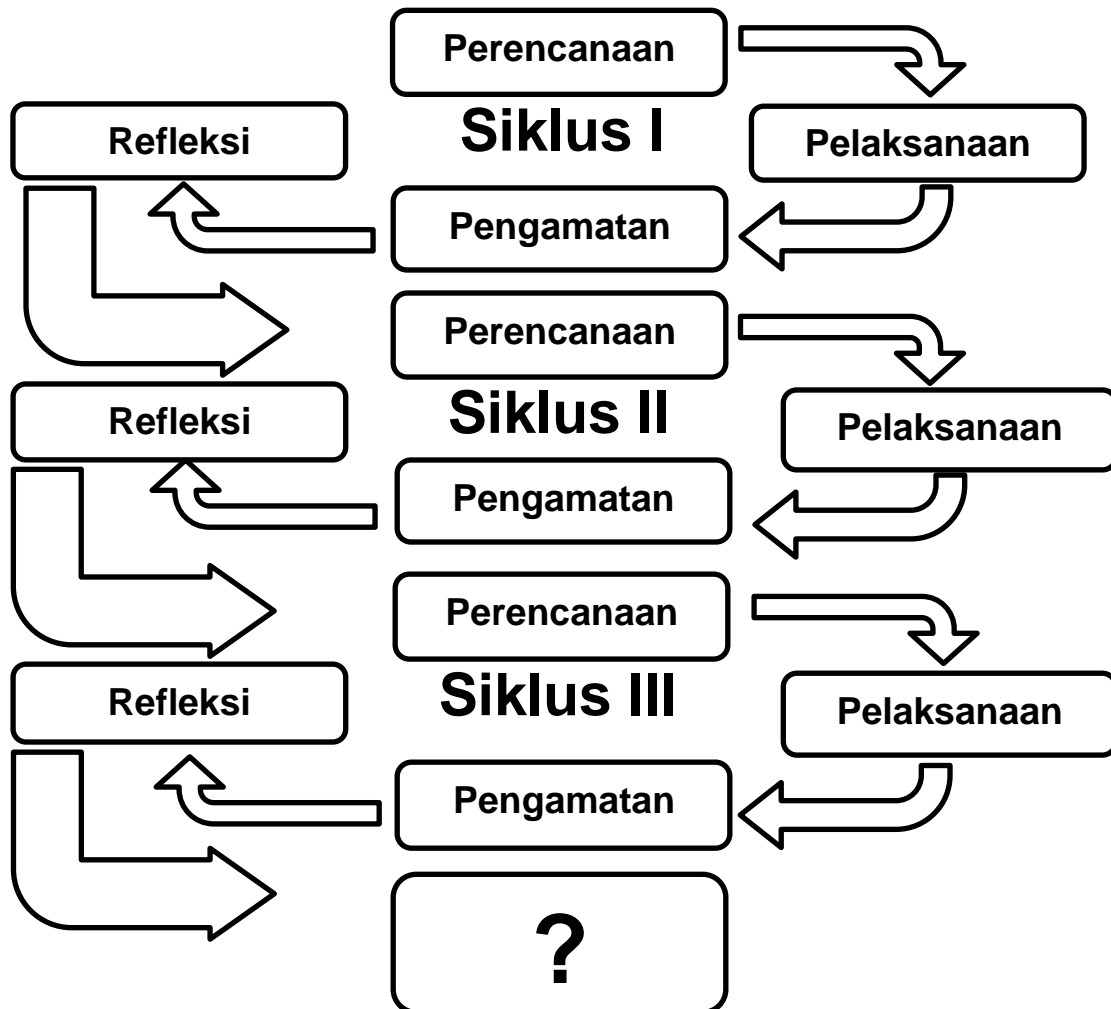 Perencanaan
Refleksi
Siklus I
Pelaksanaan
Pengamatan
Perencanaan
Refleksi
Siklus II
Pelaksanaan
Pengamatan
Perencanaan
Refleksi
Siklus III
Pelaksanaan
Pengamatan
?